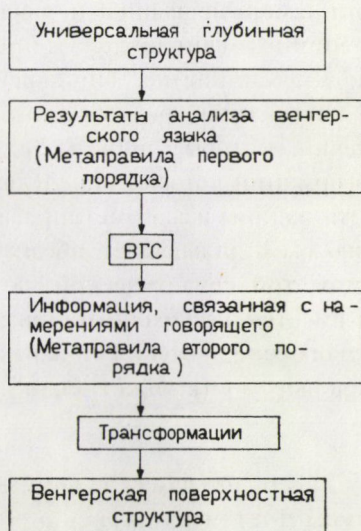 Универсальная глубинная
структура
Результаты анализа венгер-
ского языка
(Метаправила первого
порядка)
ВГС
Информация, связанная с на-
мерениями говорящего
(Метаправила второго по-
рядка)
Трансформации
Венгерская поверхностная
структура